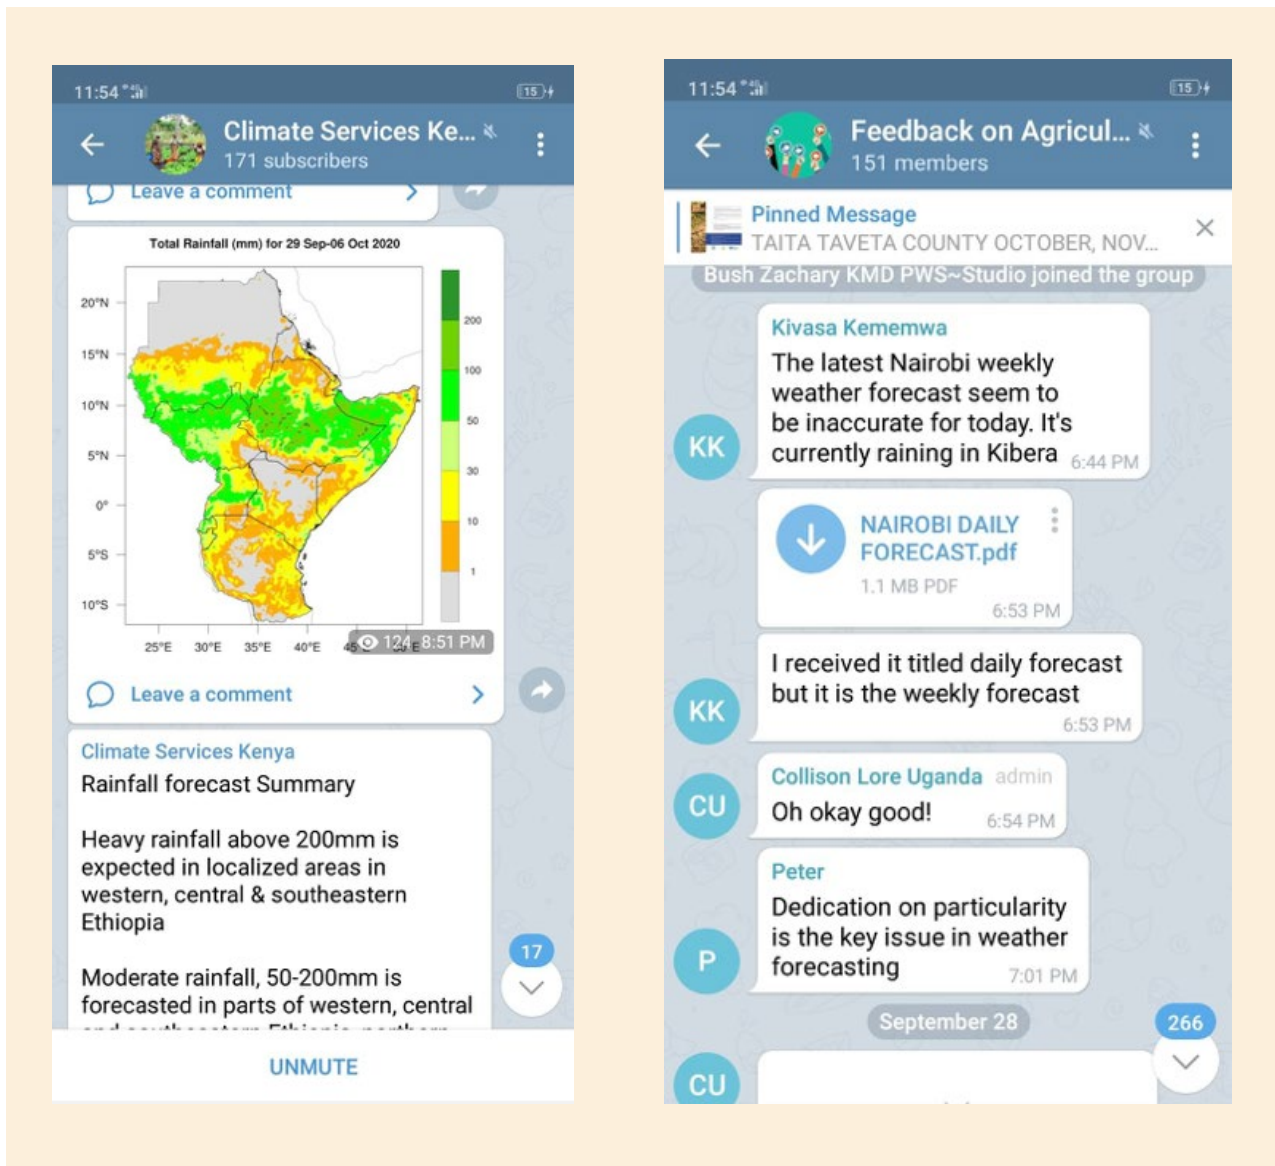 11:54
4G
15
Climate Services Ke...
171 subscribers
Leave a comment
Total Rainfall (mm) for 29 Sep-06 Oct 2020
20°N
15°N
10°N
5°N
0°
5°S
10°S
200
100
50
30
10
1
25°E 30°E 35°E 40°E
124 8:51 PM
Leave a comment
Climate Services Kenya
Rainfall forecast Summary
Heavy rainfall above 200mm is
expected in localized areas in
western, central & southeastern
Ethiopia
Moderate rainfall, 50-200mm is
forecasted in parts of western, central
and southeastern Ethiopia, northern
17
UNMUTE
11:54
4G
15
Feedback on Agricul...
151 members
Pinned Message
TAITA TAVETA COUNTY OCTOBER, NOV...
Bush Zachary KMD PWS~Studio joined the group
Kivasa Kememwa
The latest Nairobi weekly
weather forecast seem to
be inaccurate for today. It's
currently raining in Kibera 6:44 PM
KK
NAIROBI DAILY
FORECAST.pdf
1.1 MB PDF
6:53 PM
I received it titled daily forecast
but it is the weekly forecast
6:53 PM
KK
Collison Lore Uganda admin
Oh okay good! 6:54 PM
CU
Peter
Dedication on particularity
is the key issue in weather
forecasting 7:01 PM
P
September 28
266
CU